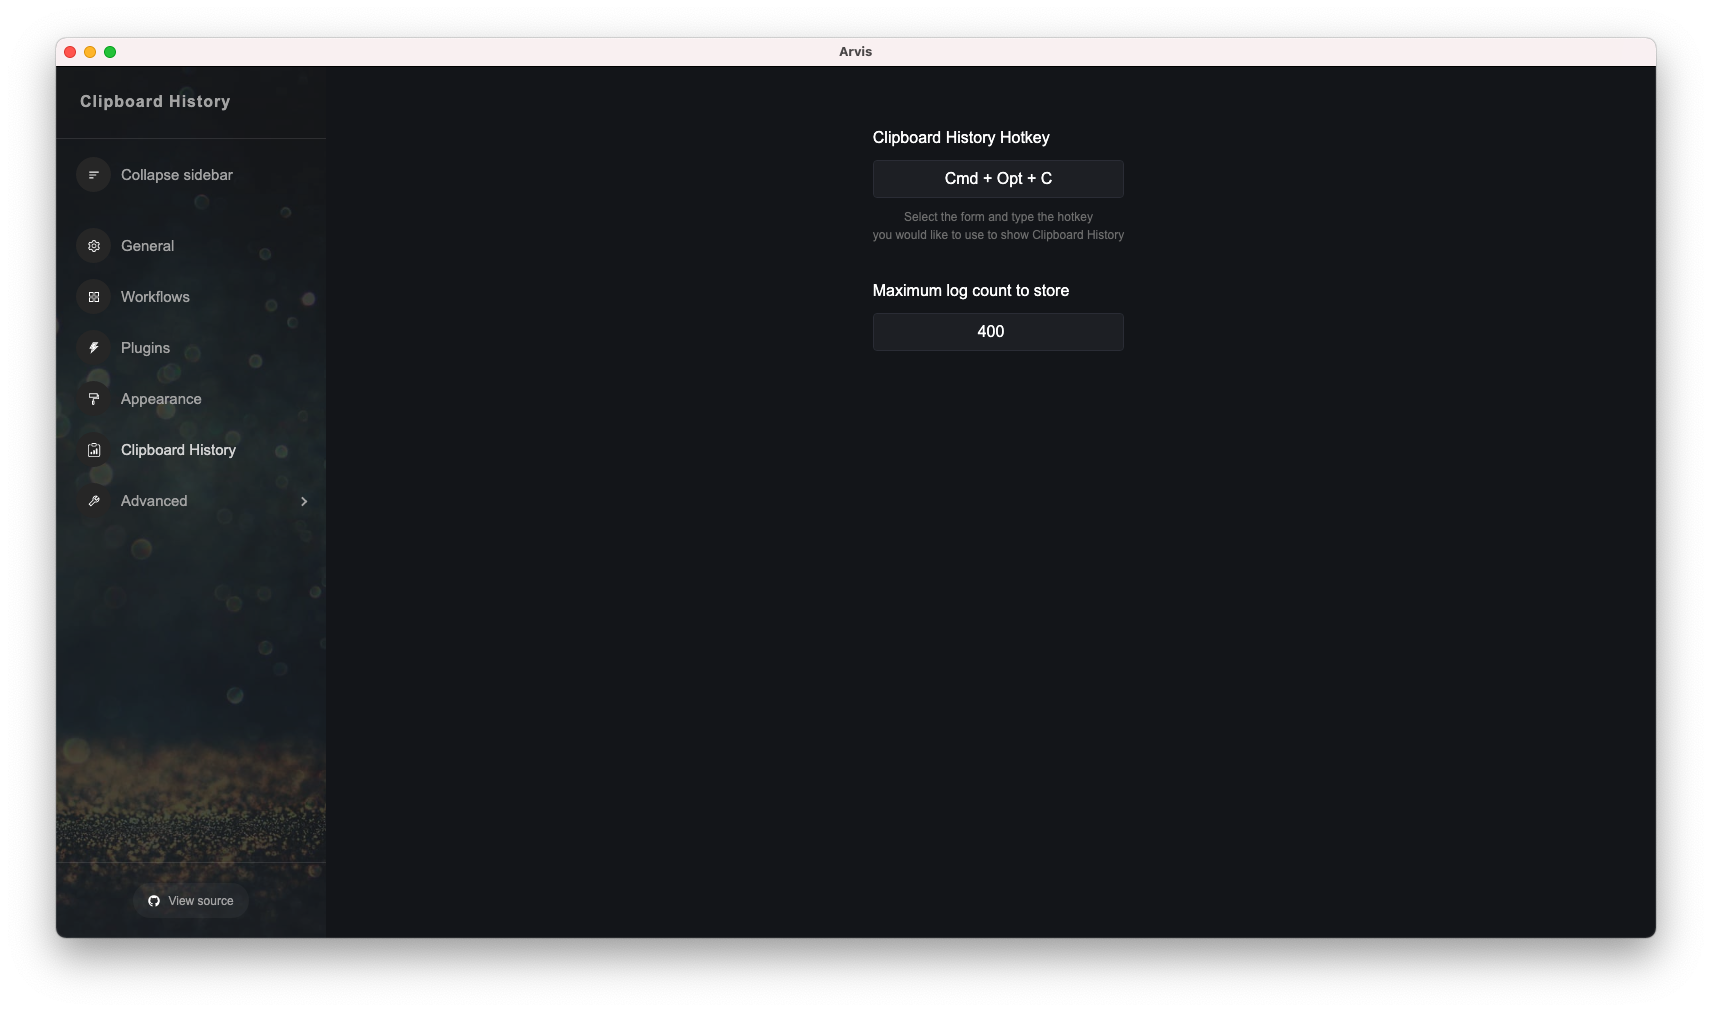 Arvis
Clipboard History
Collapse sidebar
General
Workflows
Plugins
Appearance
Clipboard History
Advanced
View source
Clipboard History Hotkey
Cmd + Opt + C
Select the form and type the hotkey
you would like to use to show Clipboard History
Maximum log count to store
400